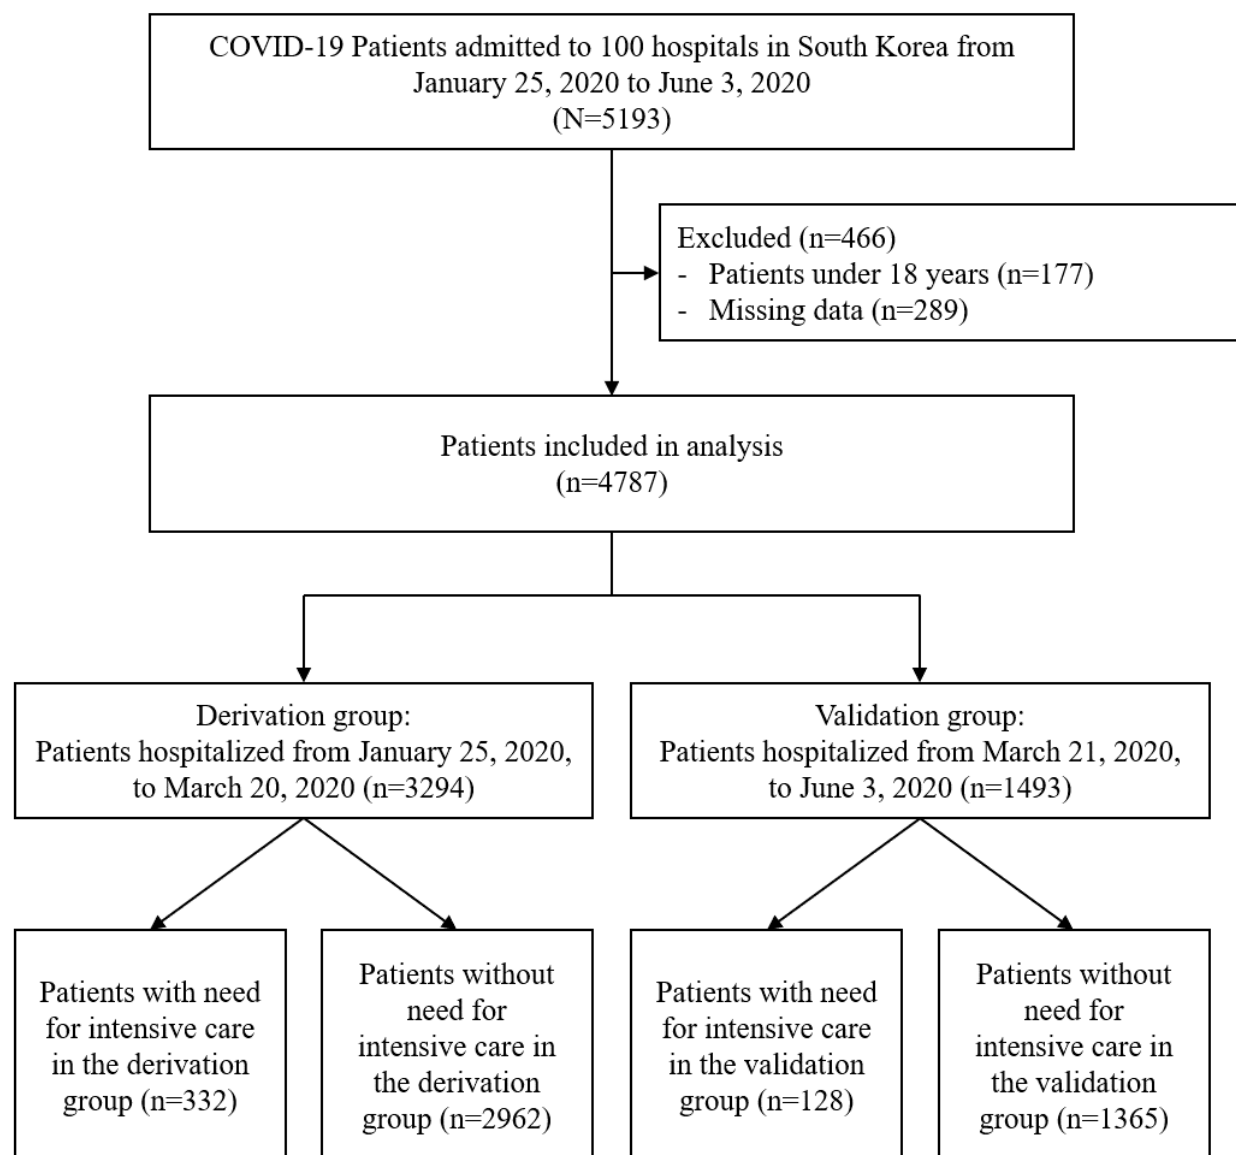 COVID-19 Patients admitted to 100 hospitals in South Korea from
January 25, 2020 to June 3, 2020
(N=5193)
Excluded (n=466)
- Patients under 18 years (n=177)
- Missing data (n=289)
Patients included in analysis
(n=4787)
Derivation group:
Patients hospitalized from January 25, 2020,
to March 20, 2020 (n=3294)
Validation group:
Patients hospitalized from March 21, 2020,
to June 3, 2020 (n=1493)
Patients with need
for intensive care
in the derivation
group (n=332)
Patients without
need for
intensive care in
the derivation
group (n=2962)
Patients with need
for intensive care
in the validation
group (n=128)
Patients without
need for
intensive care in
the validation
group (n=1365)